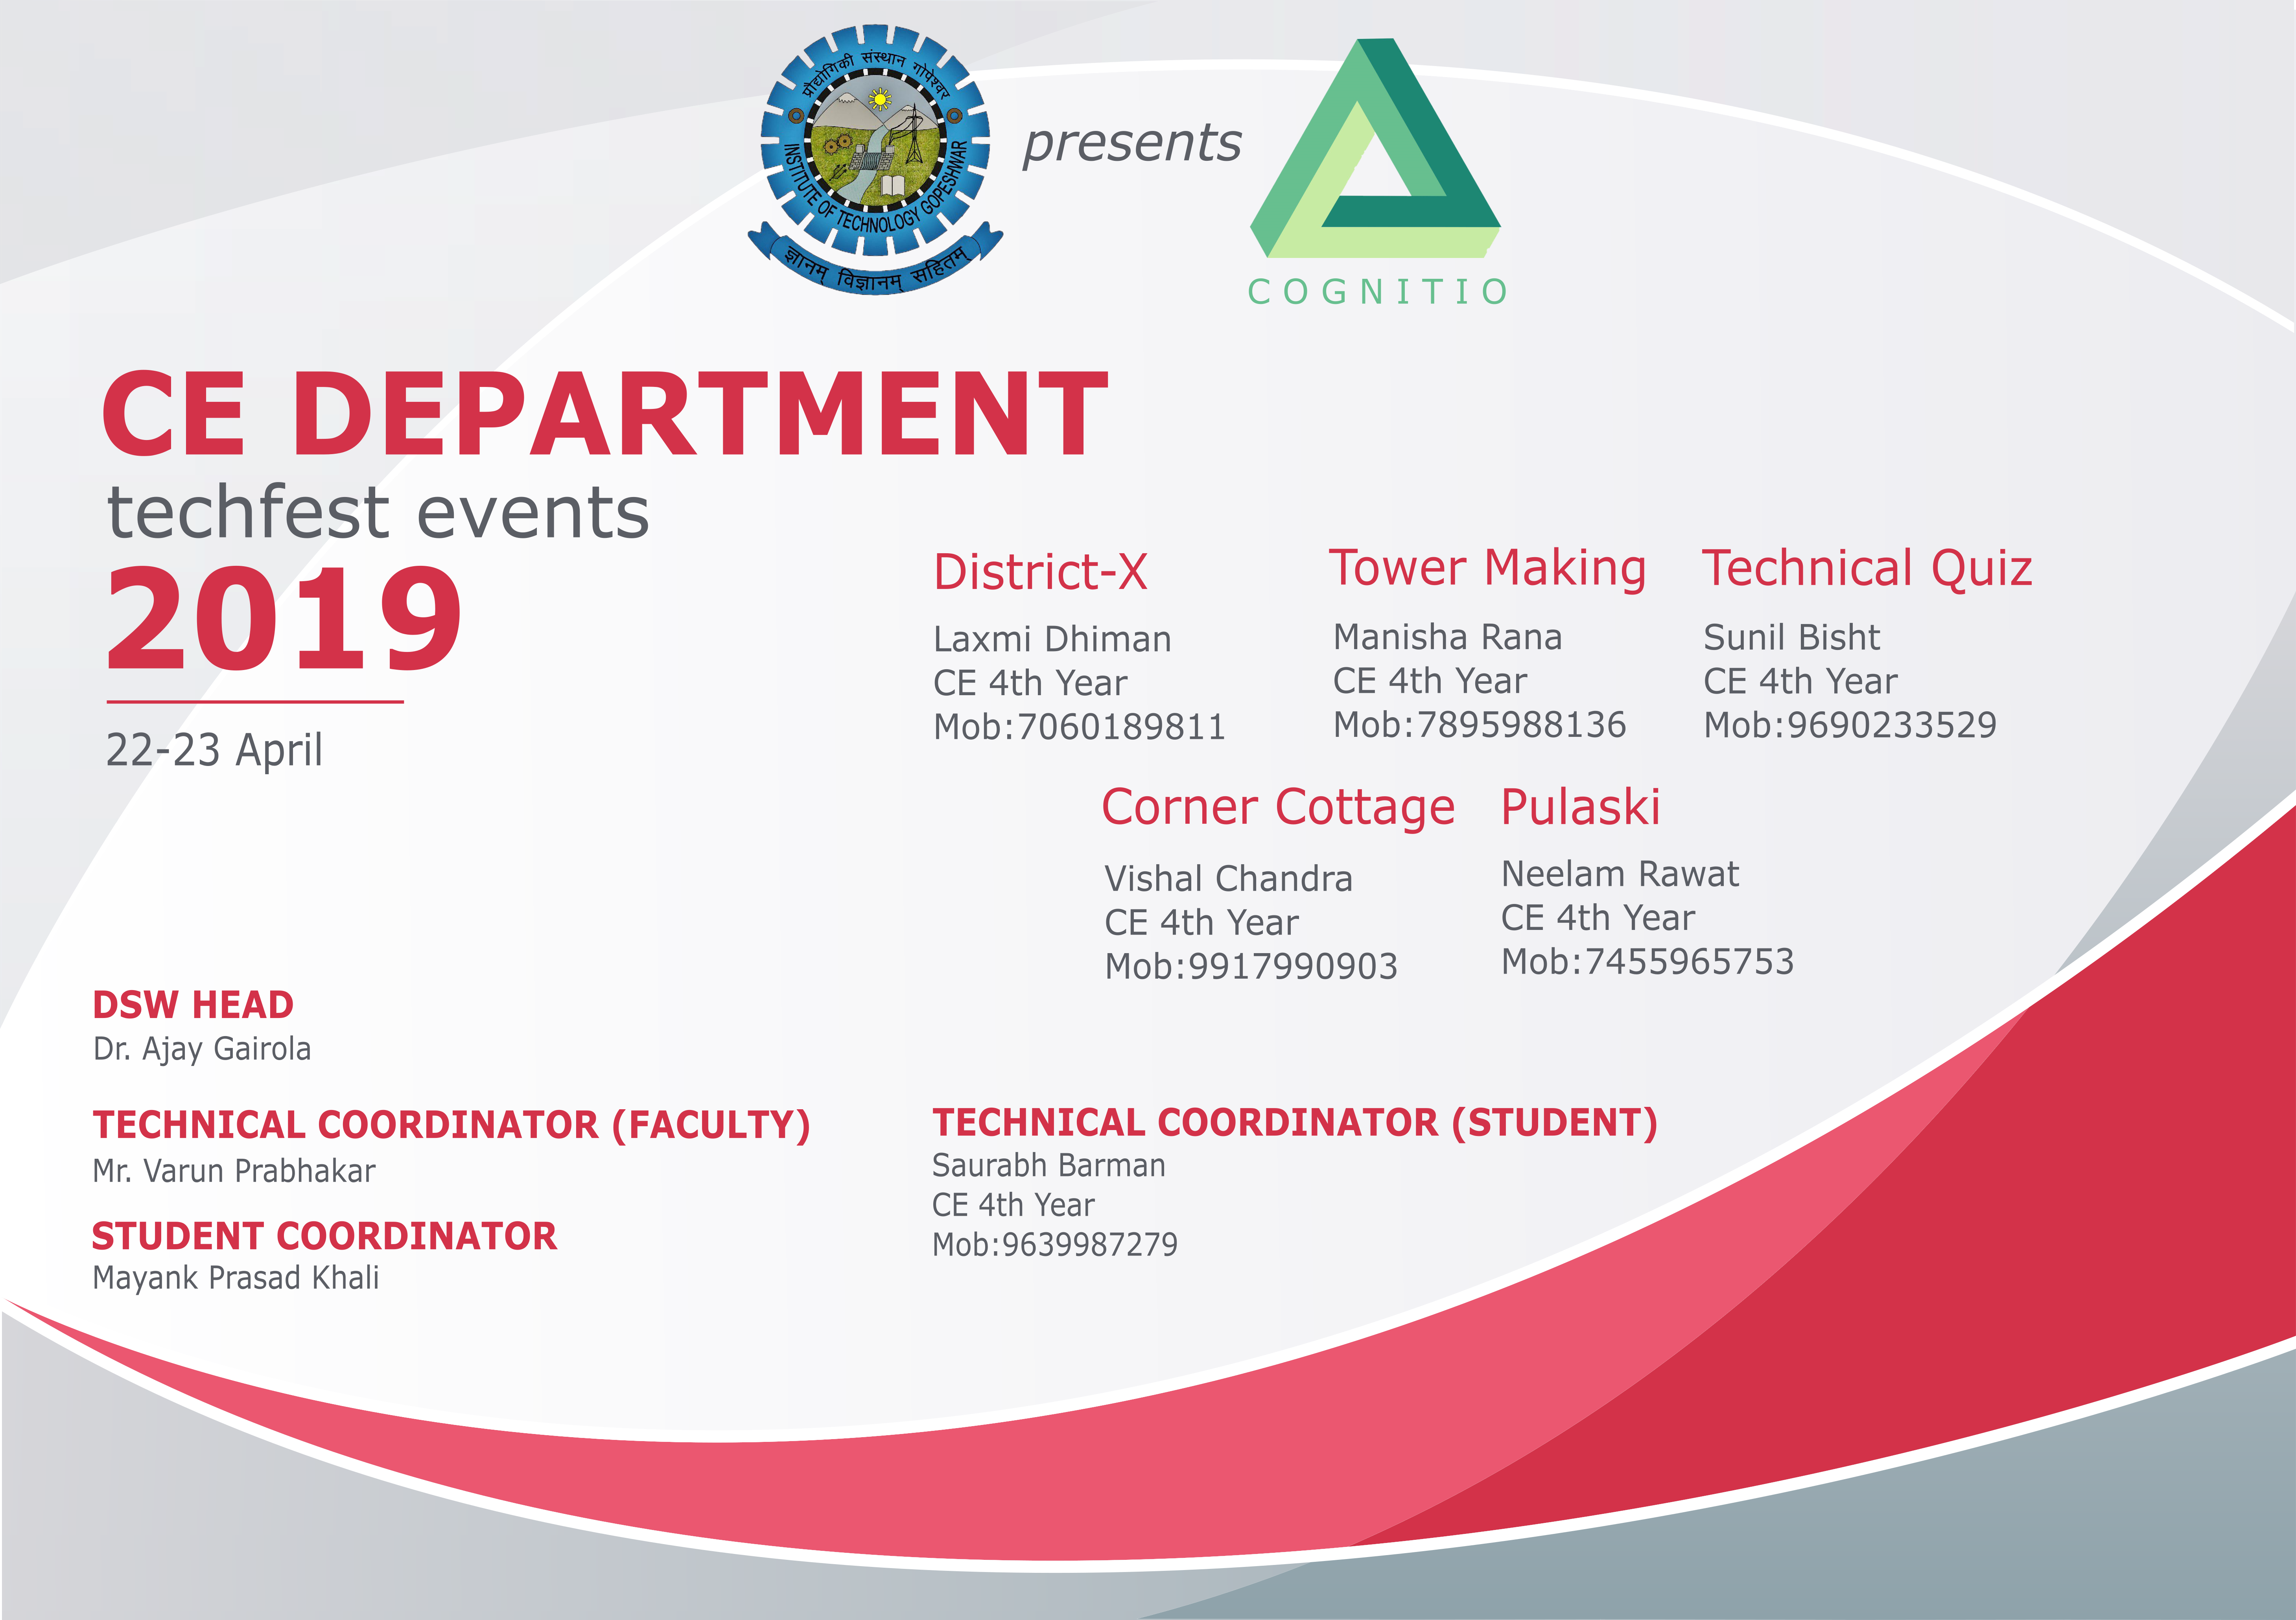 प्रौद्योगिकी संस्थान गोपेश्वर
INSTITUTE OF TECHNOLOGY GOPESHWAR
ज्ञानम् विज्ञानम् सहितम्
presents
COGNITIO
CE DEPARTMENT
techfest events
2019
22-23 April
District-X
Laxmi Dhiman
CE 4th Year
Mob:7060189811
Tower Making
Manisha Rana
CE 4th Year
Mob:7895988136
Technical Quiz
Sunil Bisht
CE 4th Year
Mob:9690233529
Corner Cottage
Vishal Chandra
CE 4th Year
Mob:9917990903
Pulaski
Neelam Rawat
CE 4th Year
Mob:7455965753
DSW HEAD
Dr. Ajay Gairola
TECHNICAL COORDINATOR (FACULTY)
Mr. Varun Prabhakar
STUDENT COORDINATOR
Mayank Prasad Khali
TECHNICAL COORDINATOR (STUDENT)
Saurabh Barman
CE 4th Year
Mob:9639987279